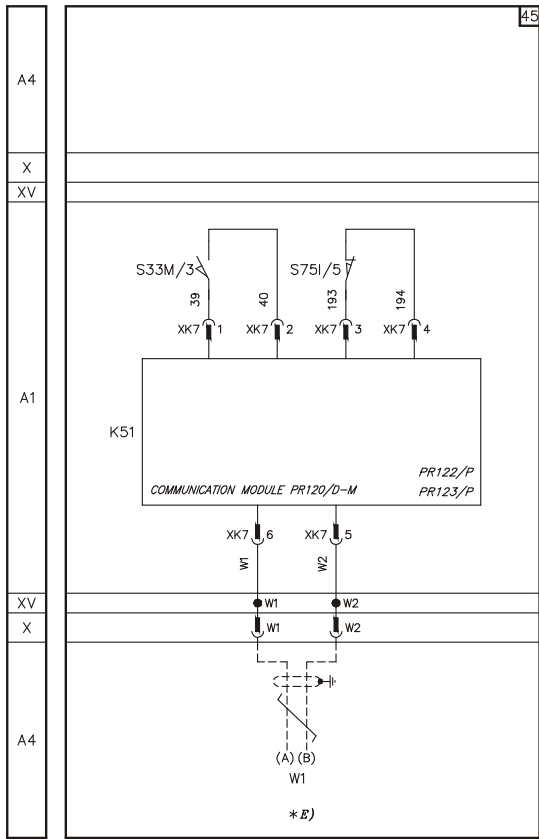 45
A4
X
XV
S33M/3 S75I/5
39 40 193 194
XK7 1 XK7 2 XK7 3 XK7 4
A1
K51
PR122/P
COMMUNICATION MODULE PR120/D-M PR123/P
XK7 6 XK7 5
W1 W2
XV W1 W2
X W1 W2
A4
(A) (B)
W1
*E)